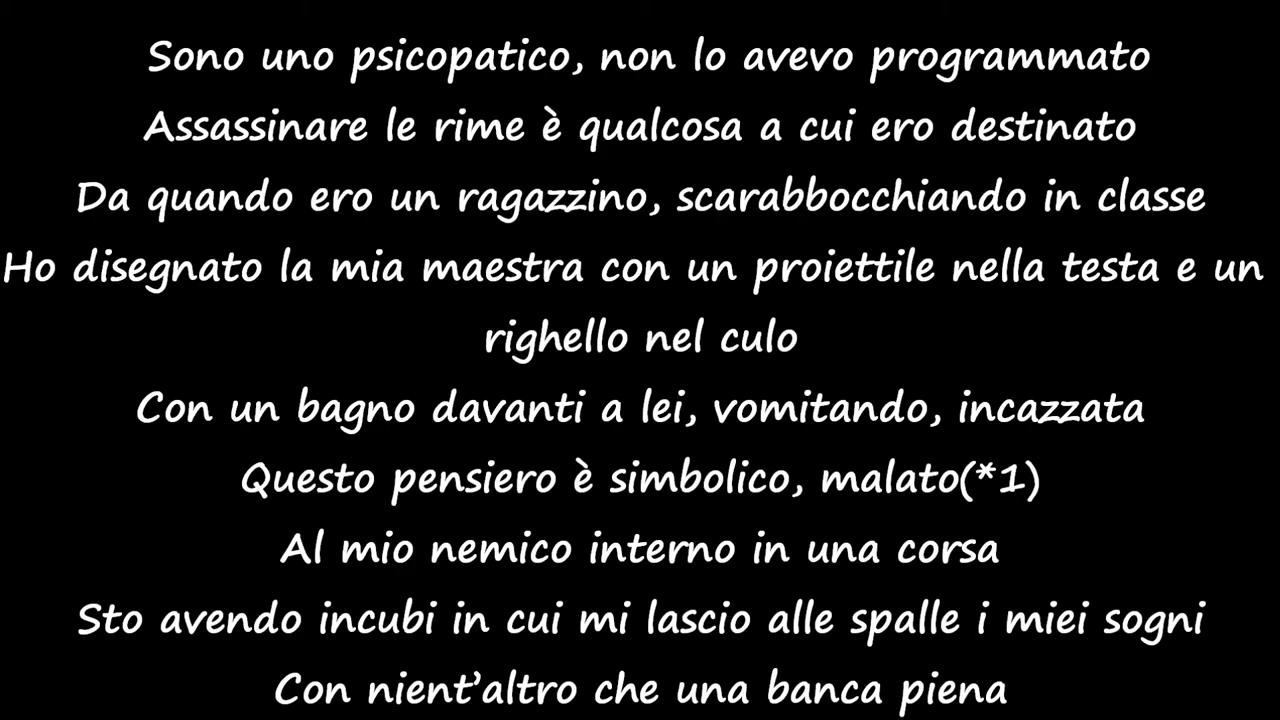 Sono uno psicopatico, non lo avevo programmato
Assassinare le rime è qualcosa a cui ero destinato
Da quando ero un ragazzino, scarabbocchiando in classe
Ho disegnato la mia maestra con un proiettile nella testa e un
righello nel culo
Con un bagno davanti a lei, vomitando, incazzata
Questo pensiero è simbolico, malato(*1)
Al mio nemico interno in una corsa
Sto avendo incubi in cui mi lascio alle spalle i miei sogni
Con nient’altro che una banca piena